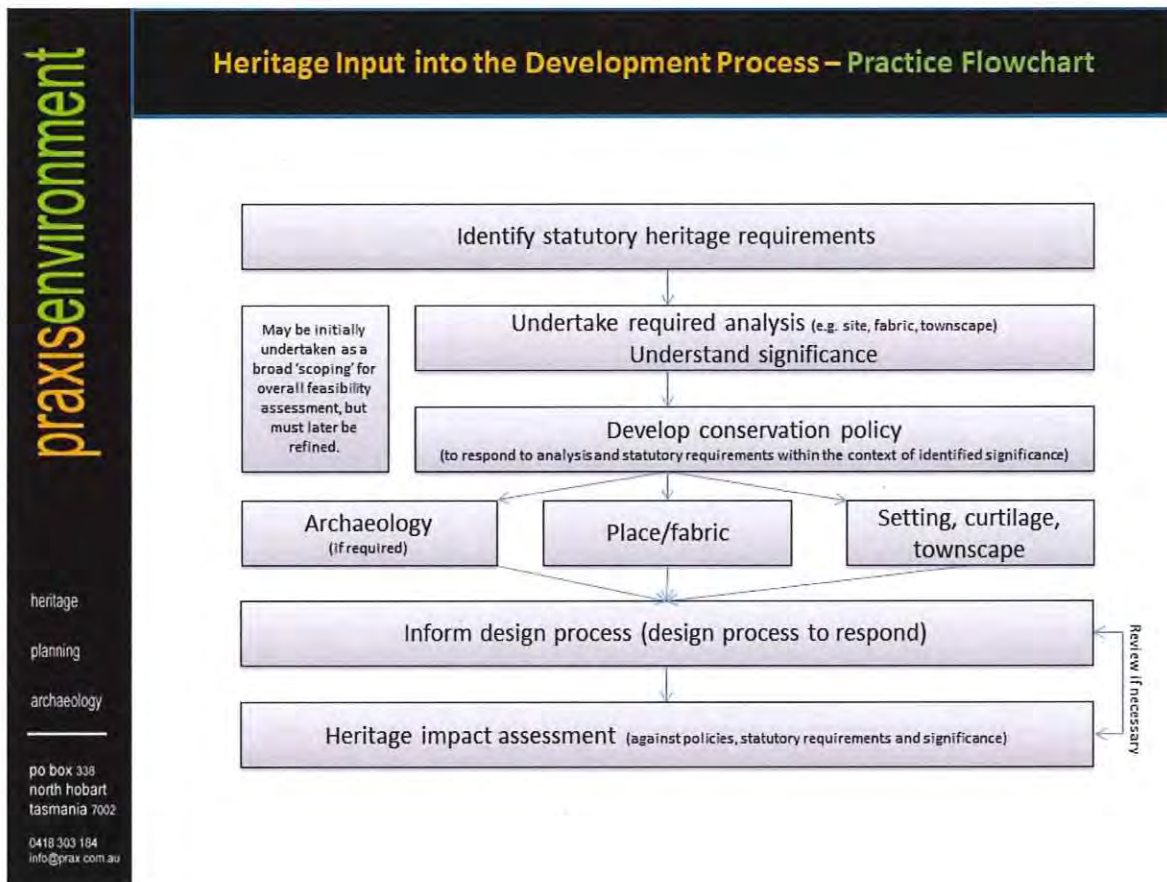 praxisenvironment
heritage
planning
archaeology
po box 338
north hobart
tasmania 7002
0418 303 184
info@prax.com.au
Heritage Input into the Development Process – Practice Flowchart
Identify statutory heritage requirements
May be initially
undertaken as a
broad 'scoping' for
overall feasibility
assessment, but
must later be
refined.
Undertake required analysis (e.g. site, fabric, townscape)
Understand significance
Develop conservation policy
(to respond to analysis and statutory requirements within the context of identified significance)
Archaeology
(if required)
Place/fabric
Setting, curtilage,
townscape
Inform design process (design process to respond)
Heritage impact assessment (against policies, statutory requirements and significance)
Review if
necessary